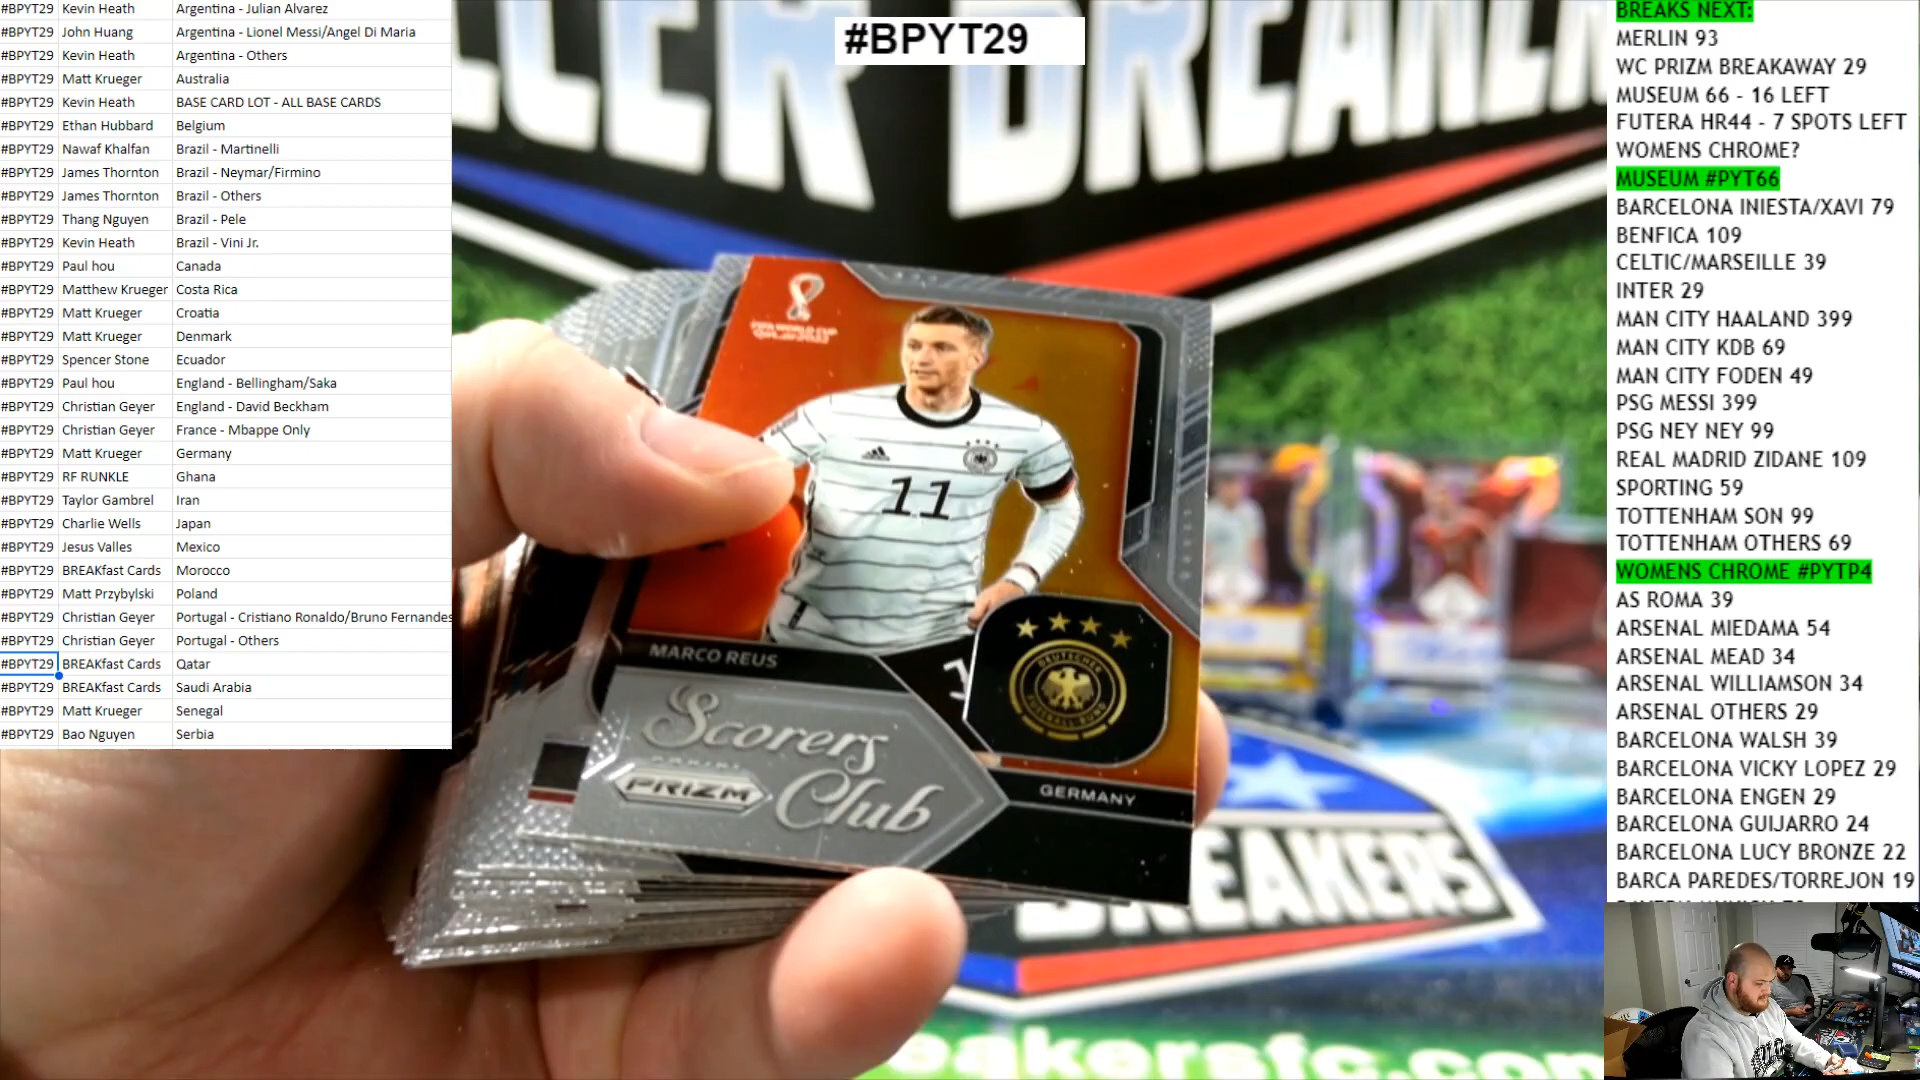 #BPYT29 Kevin Heath Argentina - Julian Alvarez
#BPYT29 John Huang Argentina - Lionel Messi/Angel Di Maria
#BPYT29 Kevin Heath Argentina - Others
#BPYT29 Matt Krueger Australia
#BPYT29 Kevin Heath BASE CARD LOT - ALL BASE CARDS
#BPYT29 Ethan Hubbard Belgium
#BPYT29 Nawaf Khalfan Brazil - Martinelli
#BPYT29 James Thornton Brazil - Neymar/Firmino
#BPYT29 James Thornton Brazil - Others
#BPYT29 Thang Nguyen Brazil - Pele
#BPYT29 Kevin Heath Brazil - Vini Jr.
#BPYT29 Paul hou Canada
#BPYT29 Matthew Krueger Costa Rica
#BPYT29 Matt Krueger Croatia
#BPYT29 Matt Krueger Denmark
#BPYT29 Spencer Stone Ecuador
#BPYT29 Paul hou England - Bellingham/Saka
#BPYT29 Christian Geyer England - David Beckham
#BPYT29 Christian Geyer France - Mbappe Only
#BPYT29 Matt Krueger Germany
#BPYT29 RF RUNKLE Ghana
#BPYT29 Taylor Gambrel Iran
#BPYT29 Charlie Wells Japan
#BPYT29 Jesus Valles Mexico
#BPYT29 BREAKfast Cards Morocco
#BPYT29 Matt Przybylski Poland
#BPYT29 Christian Geyer Portugal - Cristiano Ronaldo/Bruno Fernandes
#BPYT29 Christian Geyer Portugal - Others
#BPYT29 BREAKfast Cards Qatar
#BPYT29 BREAKfast Cards Saudi Arabia
#BPYT29 Matt Krueger Senegal
#BPYT29 Bao Nguyen Serbia
#BPYT29
FIFA WORLD CUP
Qatar2022
11
MARCO REUS
DEUTSCHER
FUSSBALL-BUND
Scorers
PANINI
PRIZM
Club
GERMANY
BREAKERS
eakersfc.com
BREAKS NEXT:
MERLIN 93
WC PRIZM BREAKAWAY 29
MUSEUM 66 - 16 LEFT
FUTERA HR44 - 7 SPOTS LEFT
WOMENS CHROME?
MUSEUM #PYT66
BARCELONA INIESTA/XAVI 79
BENFICA 109
CELTIC/MARSEILLE 39
INTER 29
MAN CITY HAALAND 399
MAN CITY KDB 69
MAN CITY FODEN 49
PSG MESSI 399
PSG NEY NEY 99
REAL MADRID ZIDANE 109
SPORTING 59
TOTTENHAM SON 99
TOTTENHAM OTHERS 69
WOMENS CHROME #PYTP4
AS ROMA 39
ARSENAL MIEDAMA 54
ARSENAL MEAD 34
ARSENAL WILLIAMSON 34
ARSENAL OTHERS 29
BARCELONA WALSH 39
BARCELONA VICKY LOPEZ 29
BARCELONA ENGEN 29
BARCELONA GUIJARRO 24
BARCELONA LUCY BRONZE 22
BARCA PAREDES/TORREJON 19